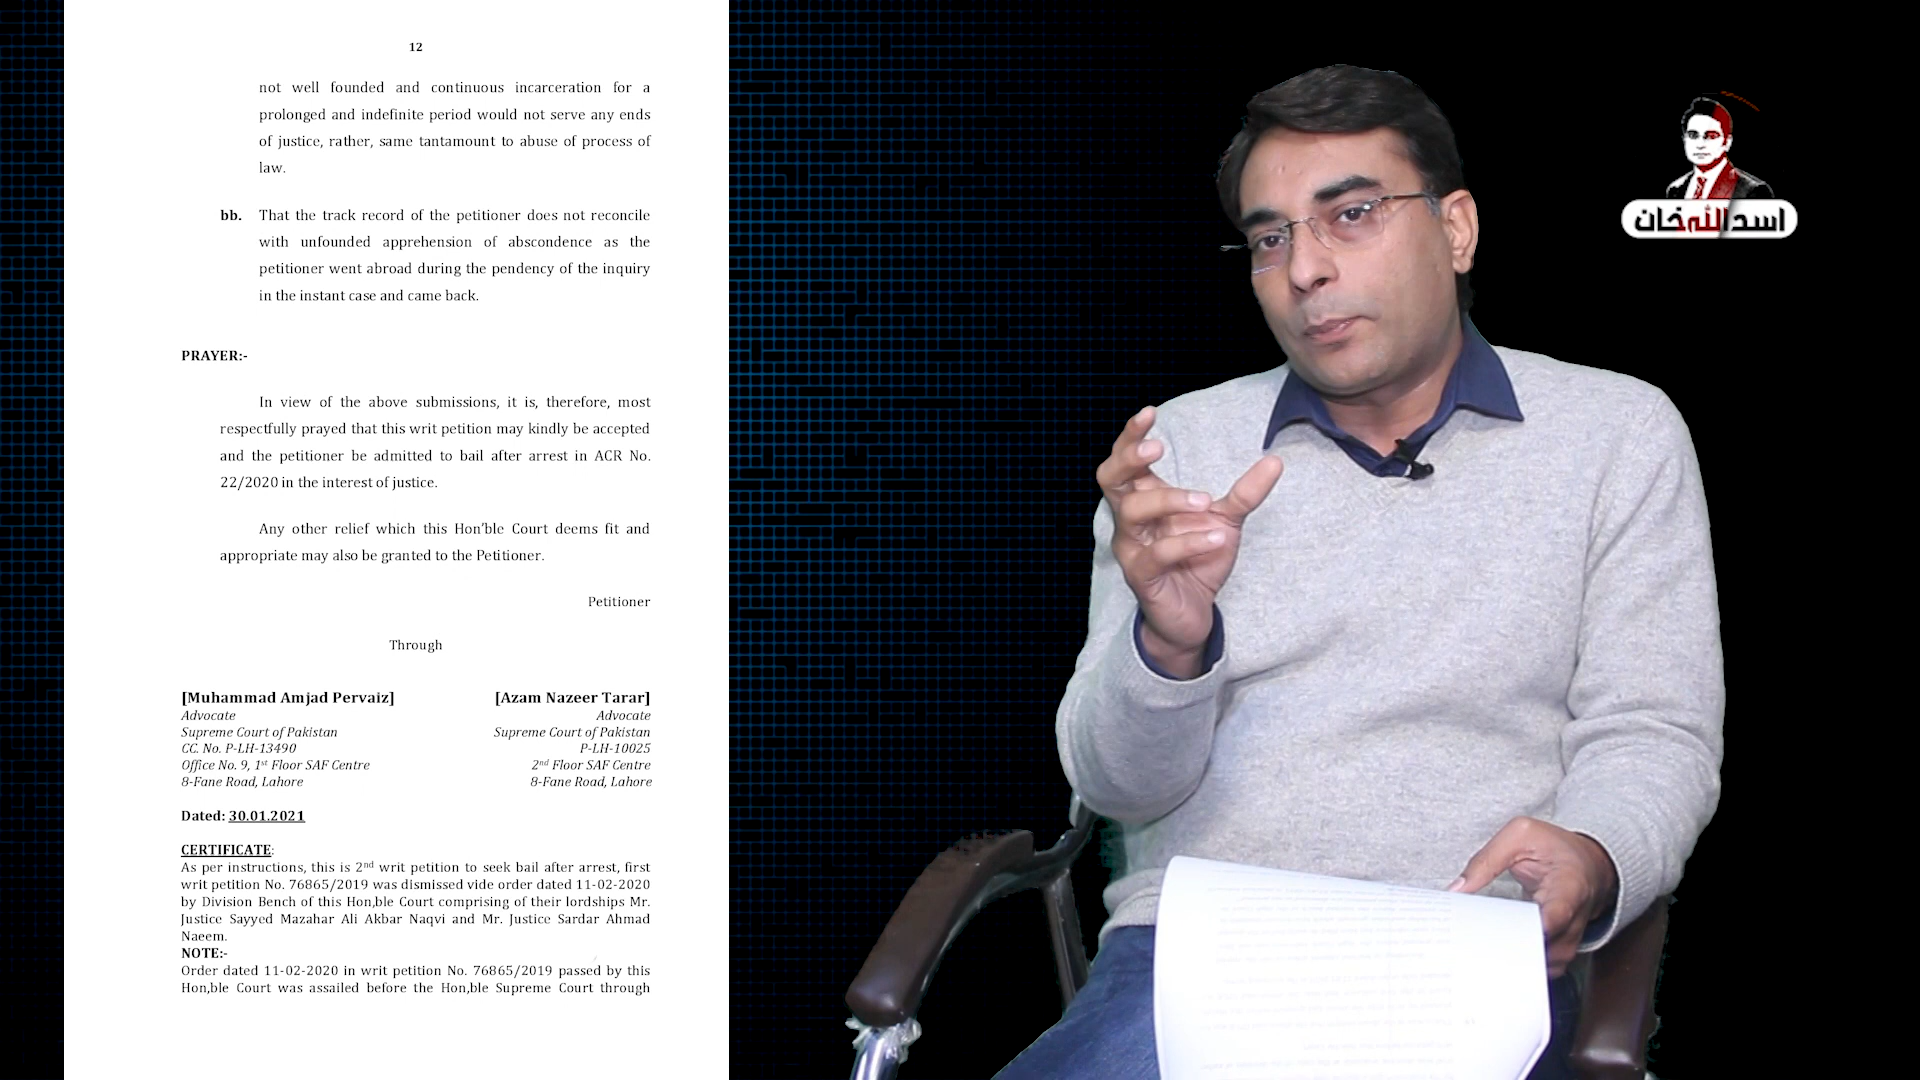 12
not well founded and continuous incarceration for a
prolonged and indefinite period would not serve any ends
of justice, rather, same tantamount to abuse of process of
law.
bb. That the track record of the petitioner does not reconcile
with unfounded apprehension of abscondence as the
petitioner went abroad during the pendency of the inquiry
in the instant case and came back.
PRAYER:-
In view of the above submissions, it is, therefore, most
respectfully prayed that this writ petition may kindly be accepted
and the petitioner be admitted to bail after arrest in ACR No.
22/2020 in the interest of justice.
Any other relief which this Hon’ble Court deems fit and
appropriate may also be granted to the Petitioner.
Petitioner
Through
[Muhammad Amjad Pervaiz] [Azam Nazeer Tarar]
Advocate Advocate
Supreme Court of Pakistan Supreme Court of Pakistan
CC. No. P-LH-13490 P-LH-10025
Office No. 9, 1st Floor SAF Centre 2nd Floor SAF Centre
8-Fane Road, Lahore 8-Fane Road, Lahore
Dated: 30.01.2021
CERTIFICATE:
As per instructions, this is 2nd writ petition to seek bail after arrest, first
writ petition No. 76865/2019 was dismissed vide order dated 11-02-2020
by Division Bench of this Hon,ble Court comprising of their lordships Mr.
Justice Sayyed Mazahar Ali Akbar Naqvi and Mr. Justice Sardar Ahmad
Naeem.
NOTE:-
Order dated 11-02-2020 in writ petition No. 76865/2019 passed by this
Hon,ble Court was assailed before the Hon,ble Supreme Court through
اسد اللہ خان